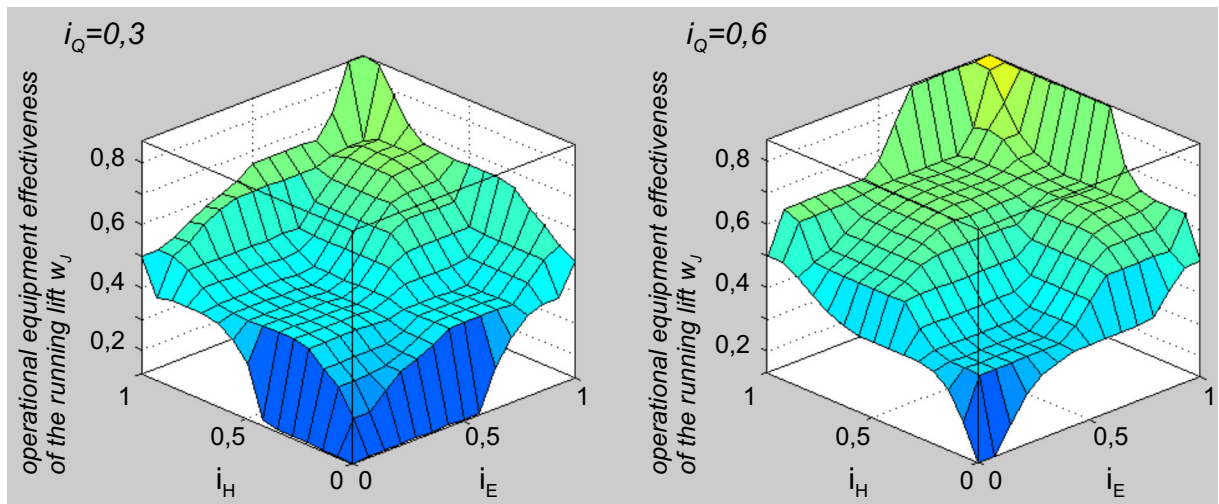 i_Q=0,3
operational equipment effectiveness
of the running lift w_J
0,8
0,6
0,4
0,2
1
0,5
0
0
0,5
1
i_H
i_E
i_Q=0,6
operational equipment effectiveness
of the running lift w_J
0,8
0,6
0,4
0,2
1
0,5
0
0
0,5
1
i_H
i_E